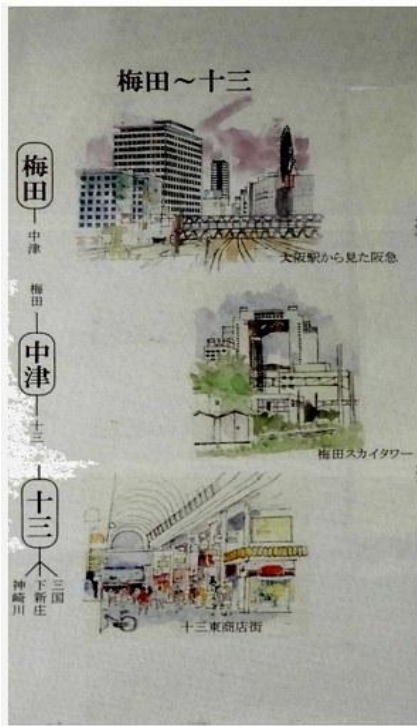 梅田～十三
梅田
中津
大阪駅から見た阪急
梅田
中津
十三
梅田スカイタワー
十三
三国
下新庄
神崎川
十三東商店街